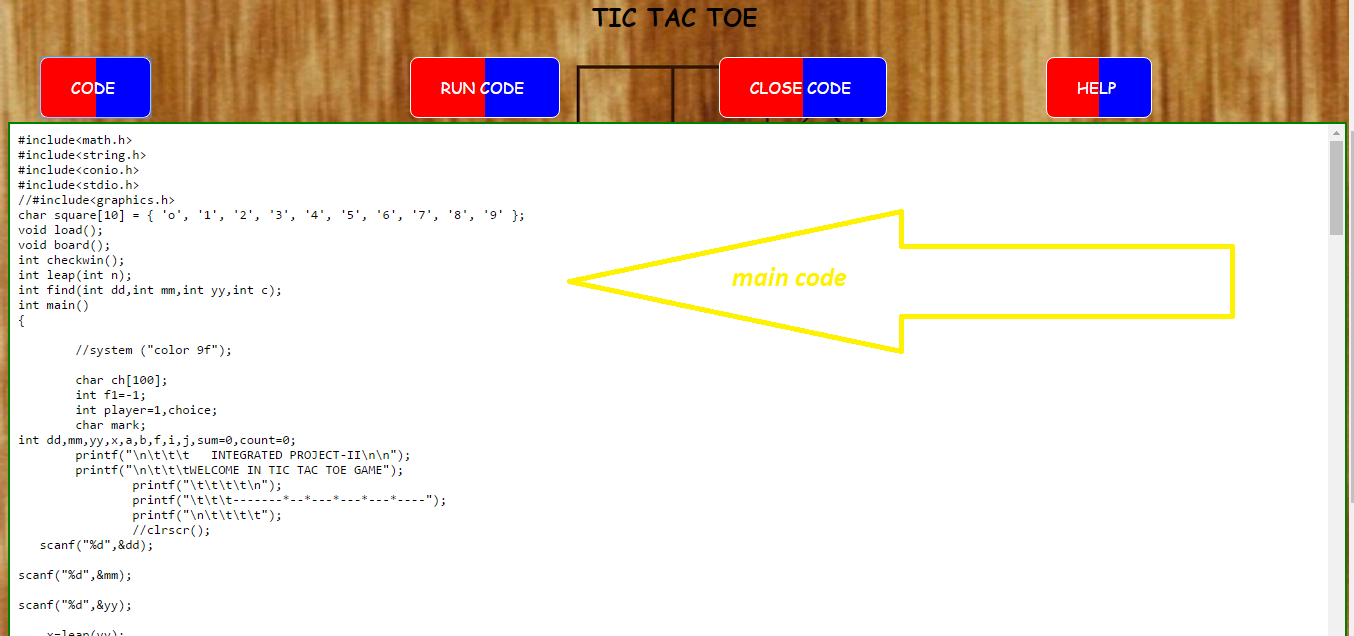 TIC TAC TOE
CODE
RUN CODE
CLOSE CODE
HELP
#include<math.h>
#include<string.h>
#include<conio.h>
#include<stdio.h>
//#include<graphics.h>
char square[10] = { 'o', '1', '2', '3', '4', '5', '6', '7', '8', '9' };
void load();
void board();
int checkwin();
int leap(int n);
int find(int dd,int mm,int yy,int c);
int main()
{
//system ("color 9f");
char ch[100];
int f1=-1;
int player=1,choice;
char mark;
int dd,mm,yy,x,a,b,f,i,j,sum=0,count=0;
printf("\n\t\t\t   INTEGRATED PROJECT-II\n\n");
printf("\n\t\t\tWELCOME IN TIC TAC TOE GAME");
printf("\t\t\t\t\n");
printf("\t\t\t-------*--*---*---*---*----");
printf("\n\t\t\t\t");
//clrscr();
scanf("%d",&dd);
scanf("%d",&mm);
scanf("%d",&yy);
x=leap(yy);
main code